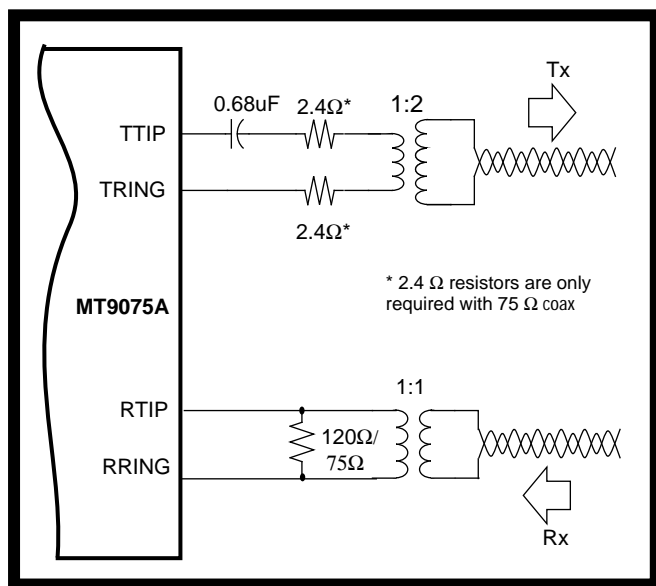 Tx
0.68uF
2.4Ω*
1:2
TTIP
TRING
2.4Ω*
* 2.4 Ω resistors are only
required with 75 Ω coax
MT9075A
1:1
RTIP
120Ω/
75Ω
RRING
Rx